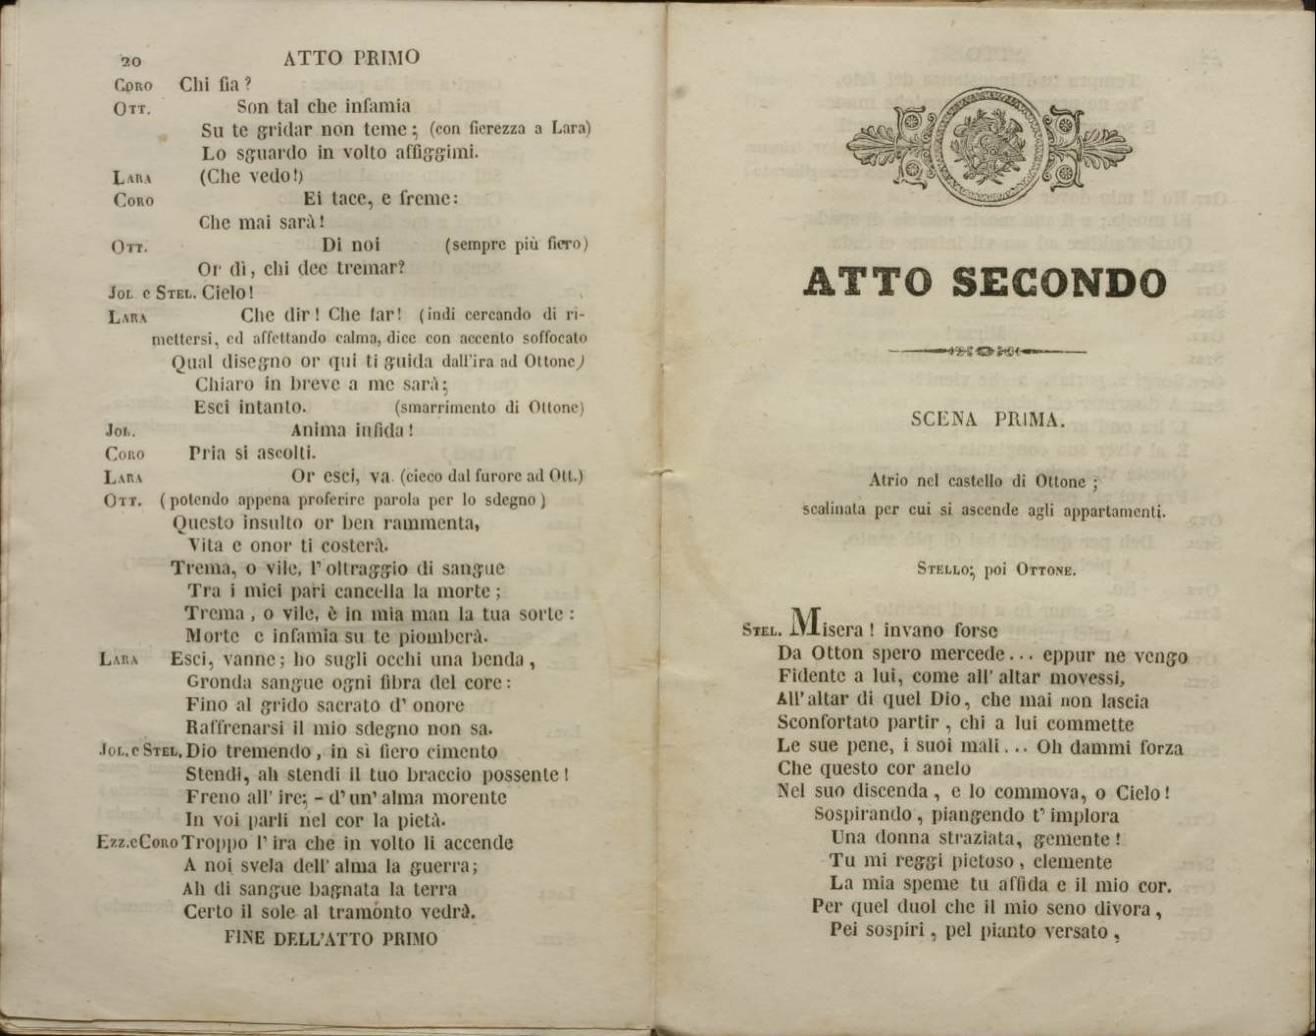 20 ATTO PRIMO
CORO Chi fia?
OTT. Son tal che infamia
Su te gridar non teme; (con fierezza a Lara)
Lo sguardo in volto affiggimi.
LARA (Che vedo!)
CORO Ei tace, e freme:
Che mai sarà!
OTT. Di noi (sempre più fiero)
Or dì, chi dee tremar?
JOL e STEL. Cielo!
LARA Che dir! Che far! (indi cercando di ri-
mettersi, ed affettando calma, dice con accento soffocato
Qual disegno or qui ti guida dall'ira ad Ottone)
Chiaro in breve a me sarà;
Esci intanto. (smarrimento di Ottone)
JOL. Anima infida!
CORO Pria si ascolti.
LARA Or esci, va. (cieco dal furore ad Ott.)
OTT. (potendo appena proferire parola per lo sdegno)
Questo insulto or ben rammenta,
Vita e onor ti costerà.
Trema, o vile, l'oltraggio di sangue
Tra i miei pari cancella la morte;
Trema, o vile, è in mia man la tua sorte:
Morte e infamia su te piomberà.
LARA Esci, vanne; ho sugli occhi una benda,
Gronda sangue ogni fibra del core:
Fino al grido sacrato d' onore
Raffrenarsi il mio sdegno non sa.
JOL. e STEL. Dio tremendo, in sì fiero cimento
Stendi, ah stendi il tuo braccio possente!
Freno all' ire; - d' un' alma morente
In voi parli nel cor la pietà.
EZZ. e CORO Troppo l' ira che in volto li accende
A noi svela dell' alma la guerra;
Ah di sangue bagnata la terra
Certo il sole al tramonto vedrà.
FINE DELL'ATTO PRIMO
ATTO SECONDO
SCENA PRIMA.
Atrio nel castello di Ottone;
scalinata per cui si ascende agli appartamenti.
STELLO; poi OTTONE.
STEL. Misera! invano forse
Da Otton spero mercede... eppur ne vengo
Fidente a lui, come all' altar movessi,
All'altar di quel Dio, che mai non lascia
Sconfortato partir, chi a lui commette
Le sue pene, i suoi mali... Oh dammi forza
Che questo cor anelo
Nel suo discenda, e lo commova, o Cielo!
Sospirando, piangendo t' implora
Una donna straziata, gemente!
Tu mi reggi pietoso, clemente
La mia speme tu affida e il mio cor.
Per quel duol che il mio seno divora,
Pei sospiri, pel pianto versato,